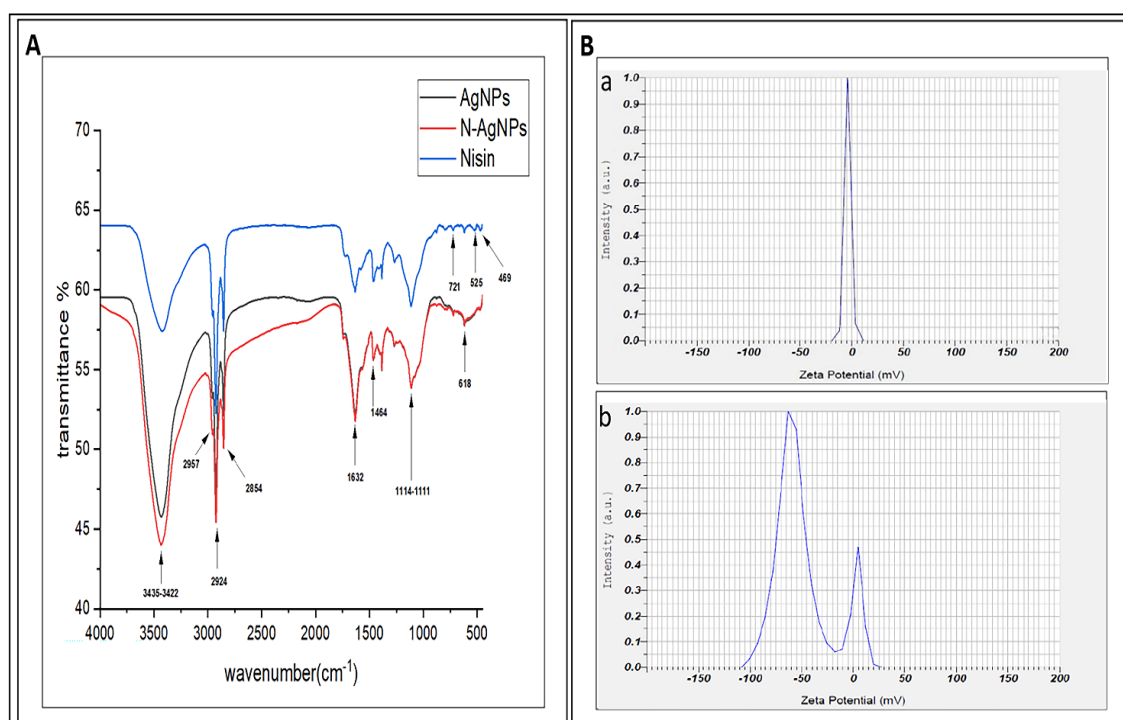 A
AgNPs
N-AgNPs
Nisin
70
65
60
55
50
45
40
transmittance %
721
525
469
618
1464
2957
2854
1632
1114-1111
2924
3435-3422
4000 3500 3000 2500 2000 1500 1000 500
wavenumber(cm-1)
B
a
1.0
0.9
0.8
0.7
0.6
0.5
0.4
0.3
0.2
0.1
0.0
Intensity (a.u.)
-150 -100 -50 0 50 100 150 200
Zeta Potential (mV)
b
1.0
0.9
0.8
0.7
0.6
0.5
0.4
0.3
0.2
0.1
0.0
Intensity (a.u.)
-150 -100 -50 0 50 100 150 200
Zeta Potential (mV)